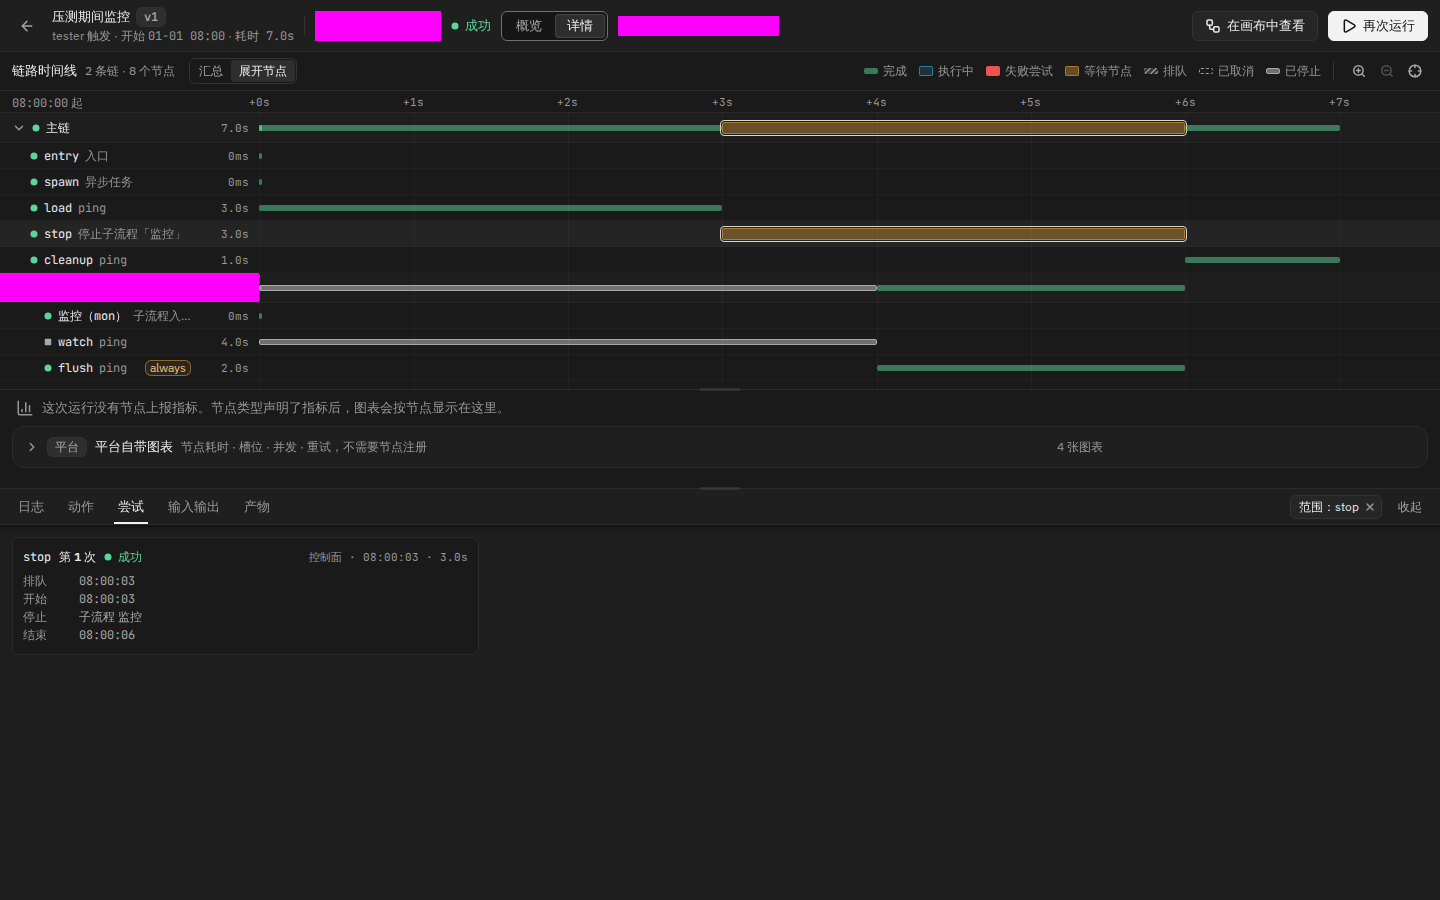 压测期间监控 v1
tester 触发 · 开始 01-01 08:00 · 耗时 7.0s
成功 概览 详情
在画布中查看 再次运行
链路时间线 2 条链 · 8 个节点 汇总 展开节点
完成 执行中 失败尝试 等待节点 排队 已取消 已停止
08:00:00 起 +0s +1s +2s +3s +4s +5s +6s +7s
主链 7.0s
entry 入口 0ms
spawn 异步任务 0ms
load ping 3.0s
stop 停止子流程「监控」 3.0s
cleanup ping 1.0s
监控（mon） 子流程入... 0ms
watch ping 4.0s
flush ping always 2.0s
这次运行没有节点上报指标。节点类型声明了指标后，图表会按节点显示在这里。
平台 平台自带图表 节点耗时 · 槽位 · 并发 · 重试，不需要节点注册 4 张图表
日志 动作 尝试 输入输出 产物 范围：stop 收起
stop 第 1 次 成功 控制面 · 08:00:03 · 3.0s
排队 08:00:03
开始 08:00:03
停止 子流程 监控
结束 08:00:06